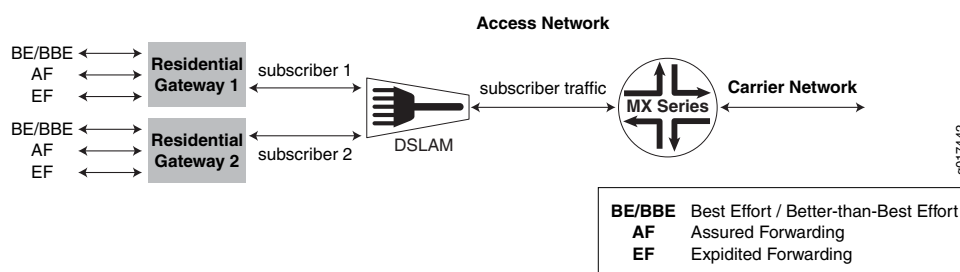 Access Network
BE/BBE
AF
EF
Residential
Gateway 1
subscriber 1
BE/BBE
AF
EF
Residential
Gateway 2
subscriber 2
DSLAM
subscriber traffic
MX Series
Carrier Network
g017442
BE/BBE Best Effort / Better-than-Best Effort
AF Assured Forwarding
EF Expidited Forwarding